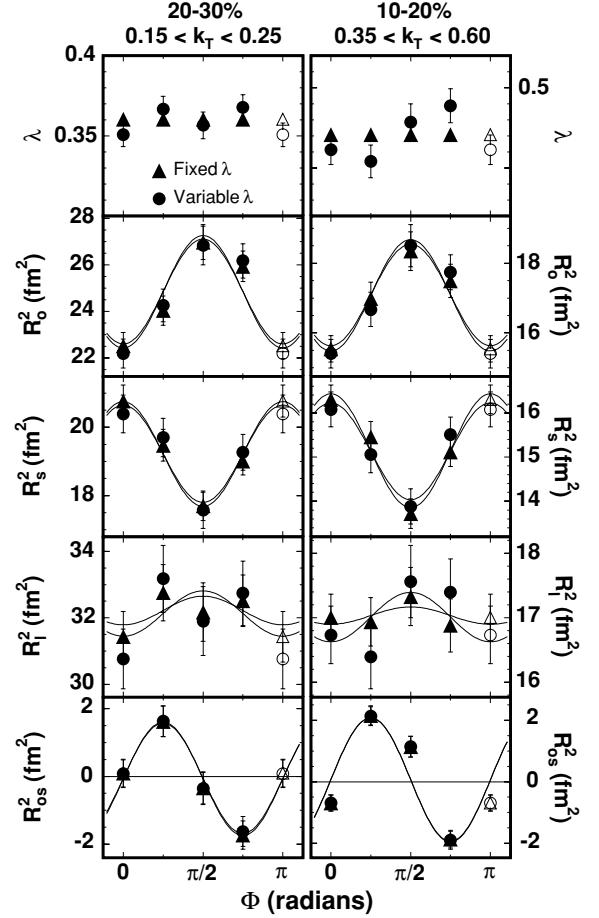 20-30% 10-20%
0.15 < k_T < 0.25 0.35 < k_T < 0.60
0.4
0.35
λ
0.5
λ
▲ Fixed λ
● Variable λ
28
26
24
22
R_o^2 (fm^2)
18
16
R_o^2 (fm^2)
20
18
R_s^2 (fm^2)
16
15
14
R_s^2 (fm^2)
34
32
30
R_l^2 (fm^2)
18
17
16
R_l^2 (fm^2)
2
0
-2
R_os^2 (fm^2)
2
0
-2
R_os^2 (fm^2)
0 π/2 π 0 π/2 π
Φ (radians)